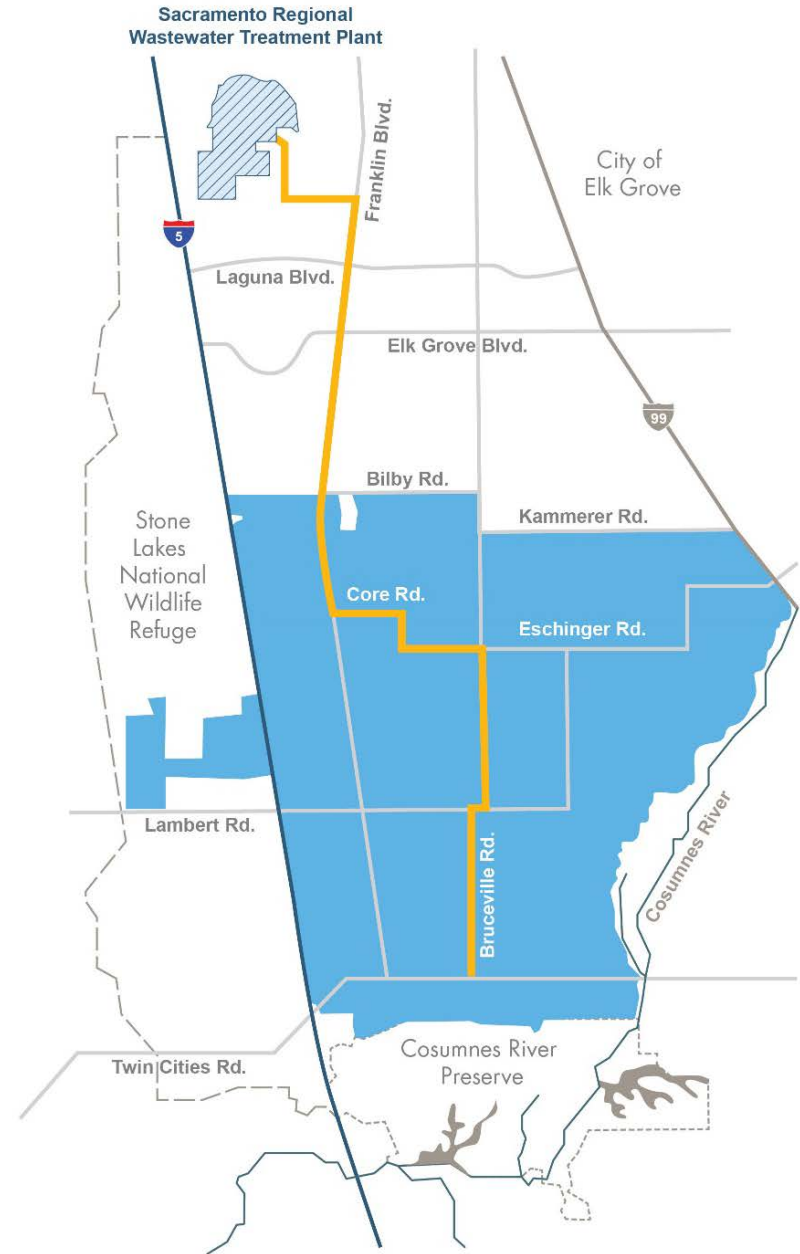 Sacramento Regional
Wastewater Treatment Plant
Franklin Blvd.
City of
Elk Grove
5
Laguna Blvd.
Elk Grove Blvd.
99
Bilby Rd.
Kammerer Rd.
Stone
Lakes
National
Wildlife
Refuge
Core Rd.
Eschinger Rd.
Lambert Rd.
Bruceville Rd.
Cosumnes River
Cosumnes River
Preserve
Twin Cities Rd.